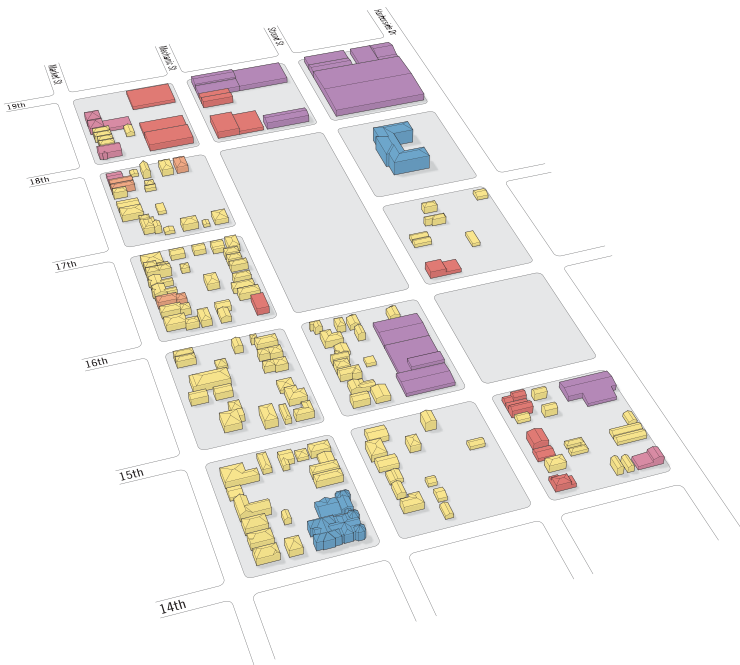 Market St
Mechanic St
Strand St
Harborside Dr
19th
18th
17th
16th
15th
14th